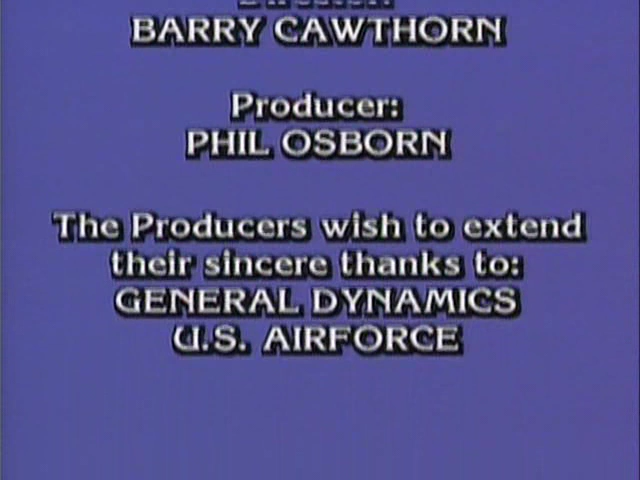 BARRY CAWTHORN
Producer:
PHIL OSBORN
The Producers wish to extend
their sincere thanks to:
GENERAL DYNAMICS
U.S. AIRFORCE